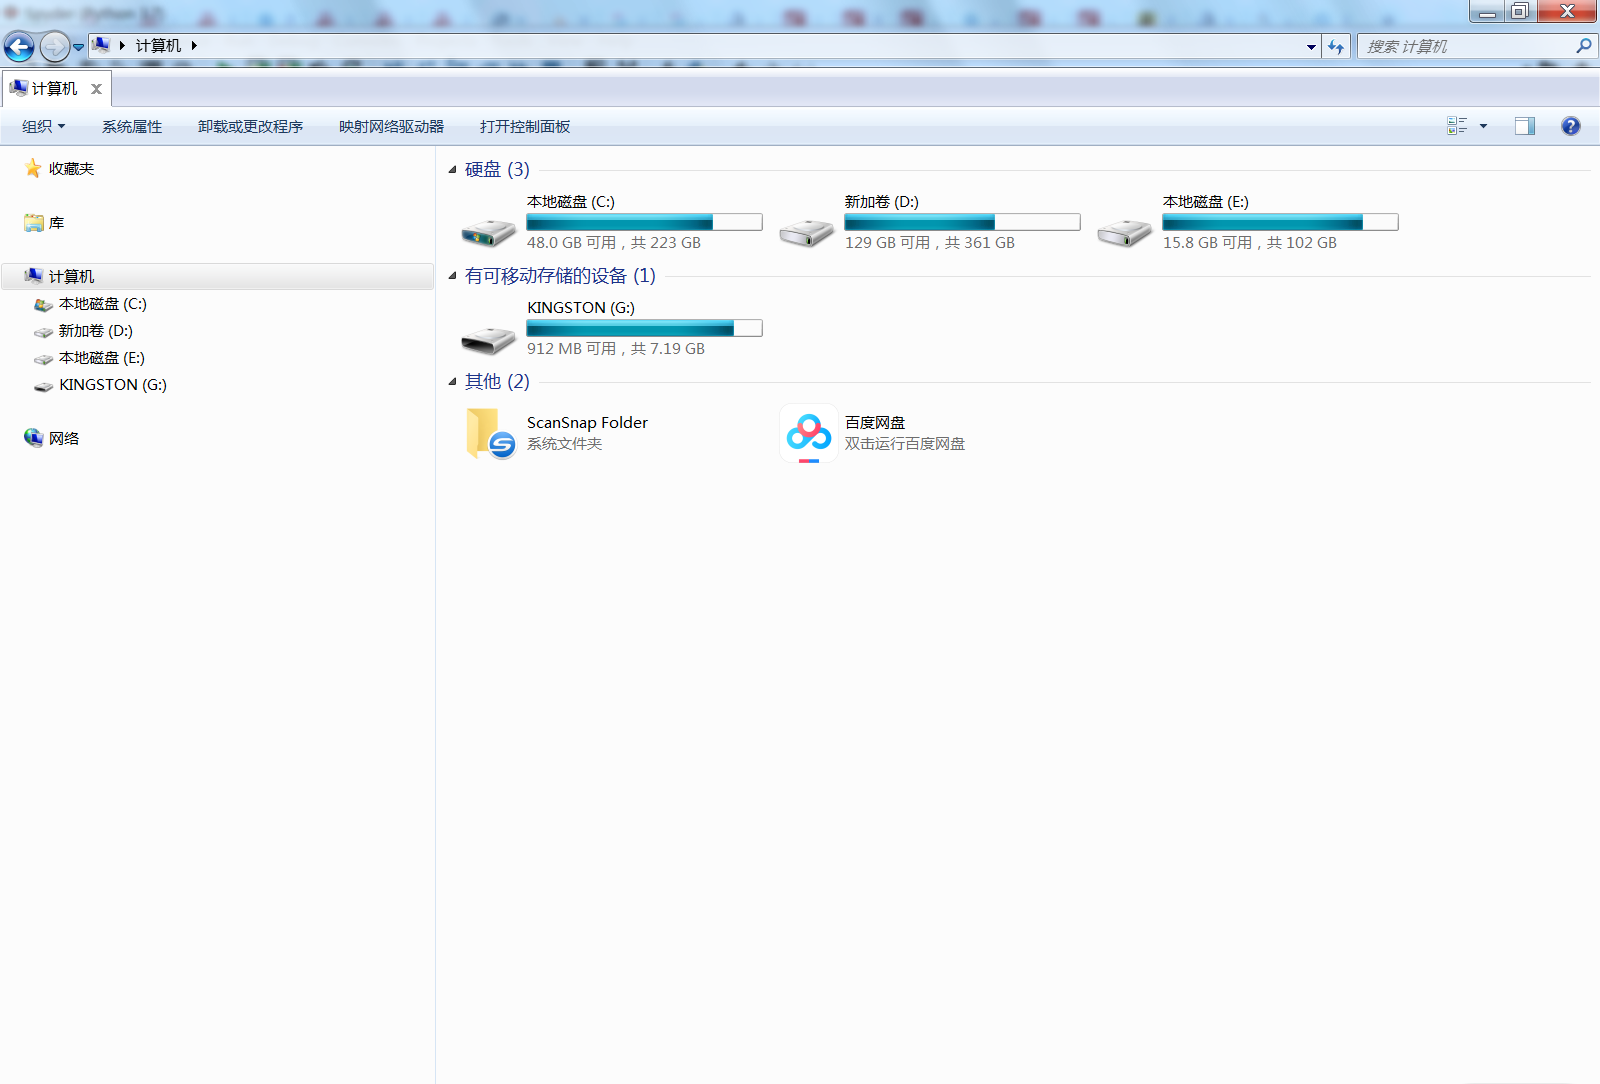 计算机
搜索 计算机
计算机
组织 系统属性 卸载或更改程序 映射网络驱动器 打开控制面板
收藏夹
库
计算机
本地磁盘 (C:)
新加卷 (D:)
本地磁盘 (E:)
KINGSTON (G:)
网络
硬盘 (3)
本地磁盘 (C:)
48.0 GB 可用，共 223 GB
新加卷 (D:)
129 GB 可用，共 361 GB
本地磁盘 (E:)
15.8 GB 可用，共 102 GB
有可移动存储的设备 (1)
KINGSTON (G:)
912 MB 可用，共 7.19 GB
其他 (2)
ScanSnap Folder
系统文件夹
百度网盘
双击运行百度网盘